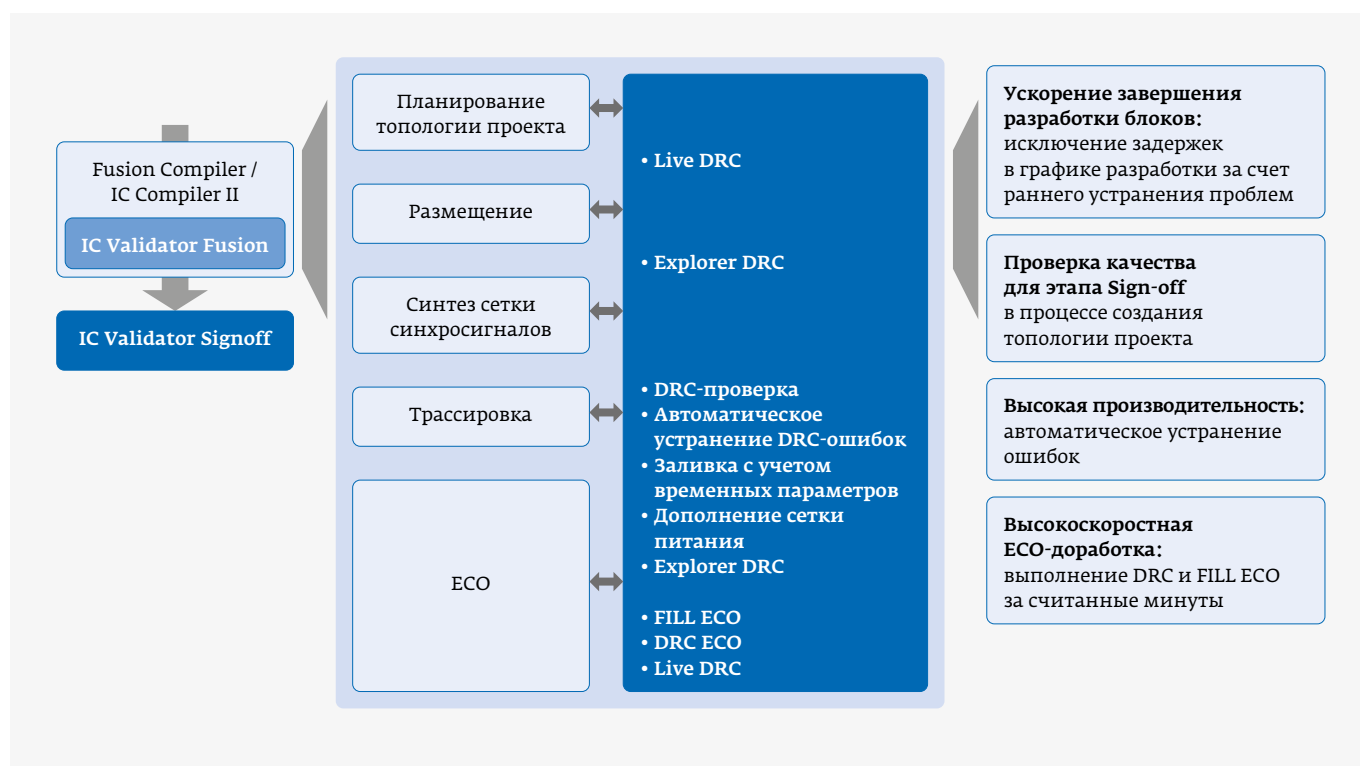 Fusion Compiler /
IC Compiler II
IC Validator Fusion
IC Validator Signoff
Планирование
топологии проекта
Размещение
Синтез сетки
синхросигналов
Трассировка
ECO
• Live DRC
• Explorer DRC
• DRC-проверка
• Автоматическое
устранение DRC-ошибок
• Заливка с учетом
временных параметров
• Дополнение сетки
питания
• Explorer DRC
• FILL ECO
• DRC ECO
• Live DRC
Ускорение завершения
разработки блоков:
исключение задержек
в графике разработки за счет
раннего устранения проблем
Проверка качества
для этапа Sign-off
в процессе создания
топологии проекта
Высокая производительность:
автоматическое устранение
ошибок
Высокоскоростная
ECO-доработка:
выполнение DRC и FILL ECO
за считанные минуты